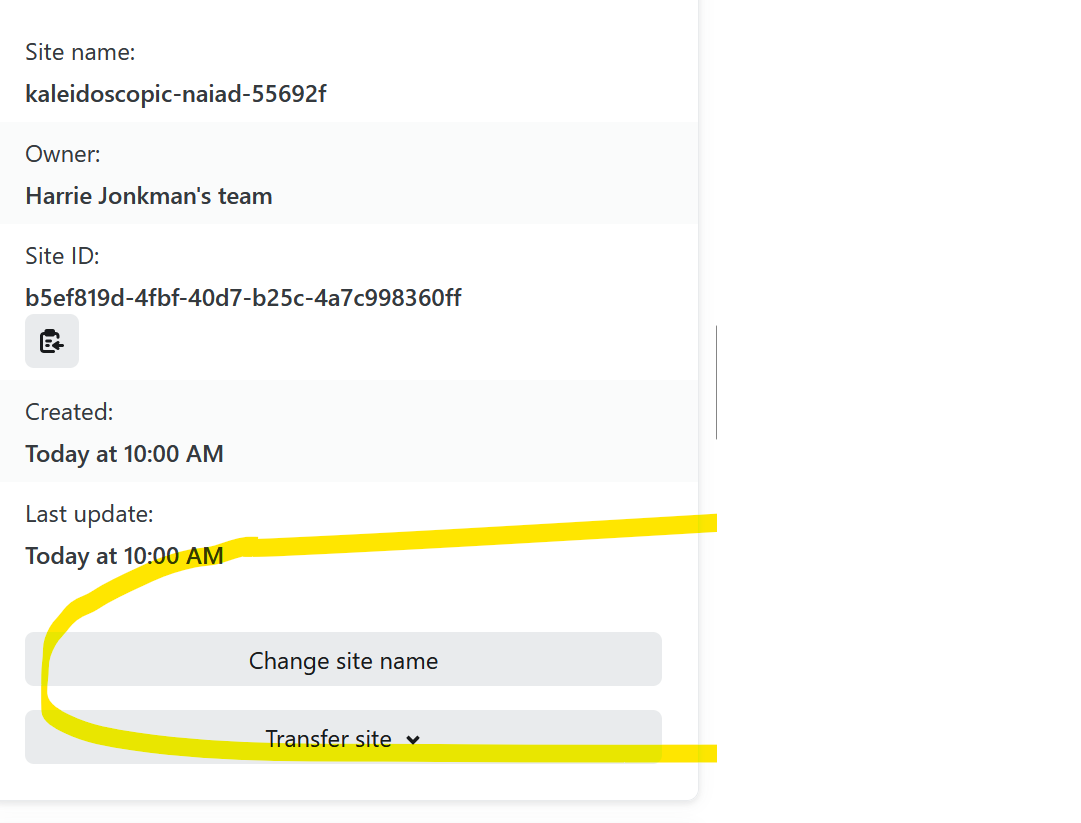 Site name:
kaleidoscopic-naiad-55692f
Owner:
Harrie Jonkman's team
Site ID:
b5ef819d-4fbf-40d7-b25c-4a7c998360ff
Created:
Today at 10:00 AM
Last update:
Today at 10:00 AM
Change site name
Transfer site